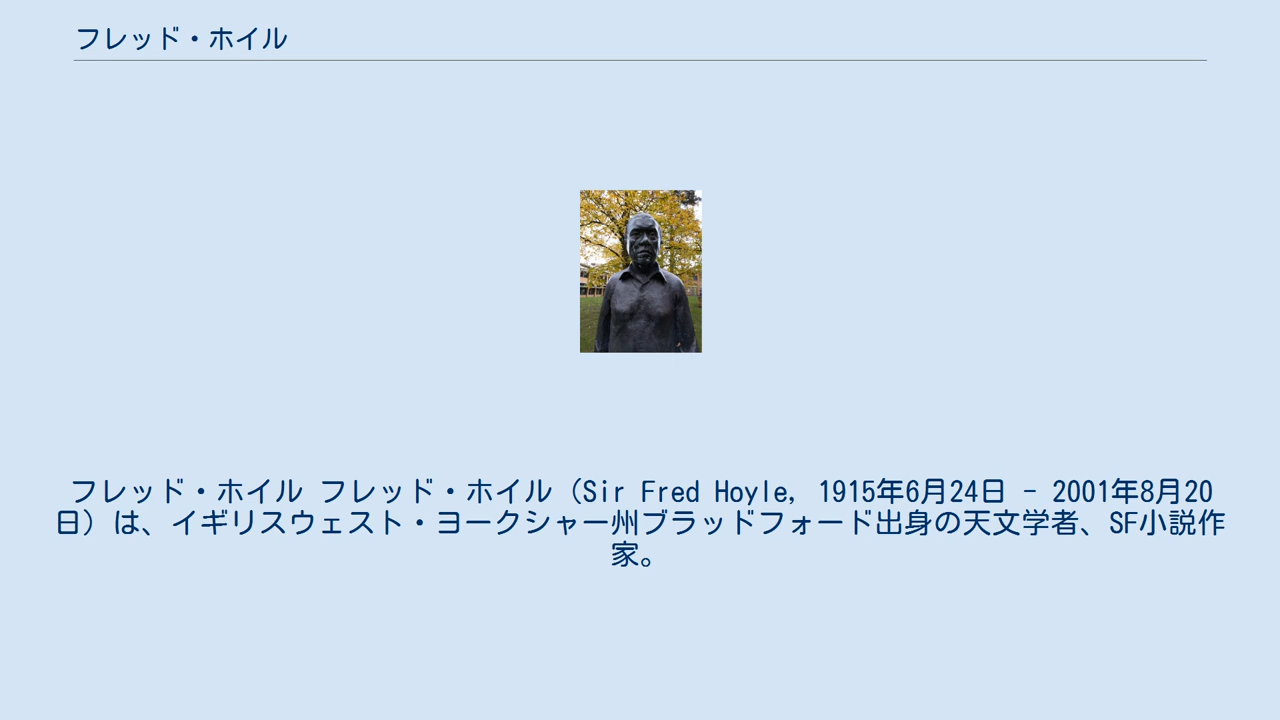 フレッド・ホイル
フレッド・ホイル フレッド・ホイル（Sir Fred Hoyle, 1915年6月24日 - 2001年8月20
日）は、イギリスウェスト・ヨークシャー州ブラッドフォード出身の天文学者、SF小説作
家。